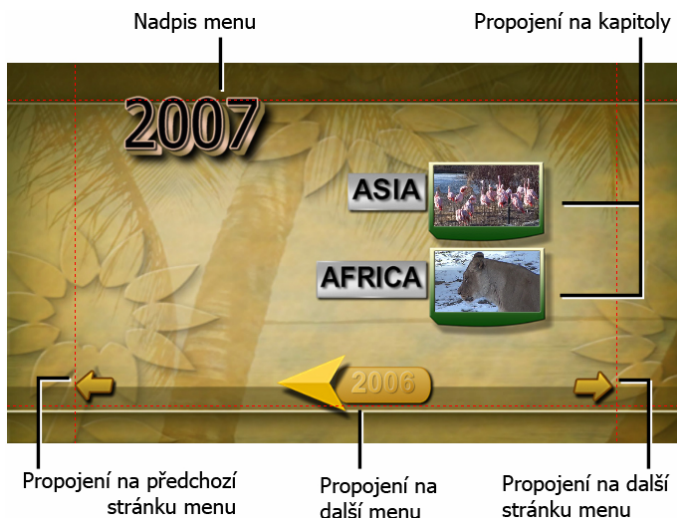 Nadpis menu
Propojení na kapitoly
2007
ASIA
AFRICA
2006
Propojení na předchozí
stránku menu
Propojení na
další menu
Propojení na další
stránku menu